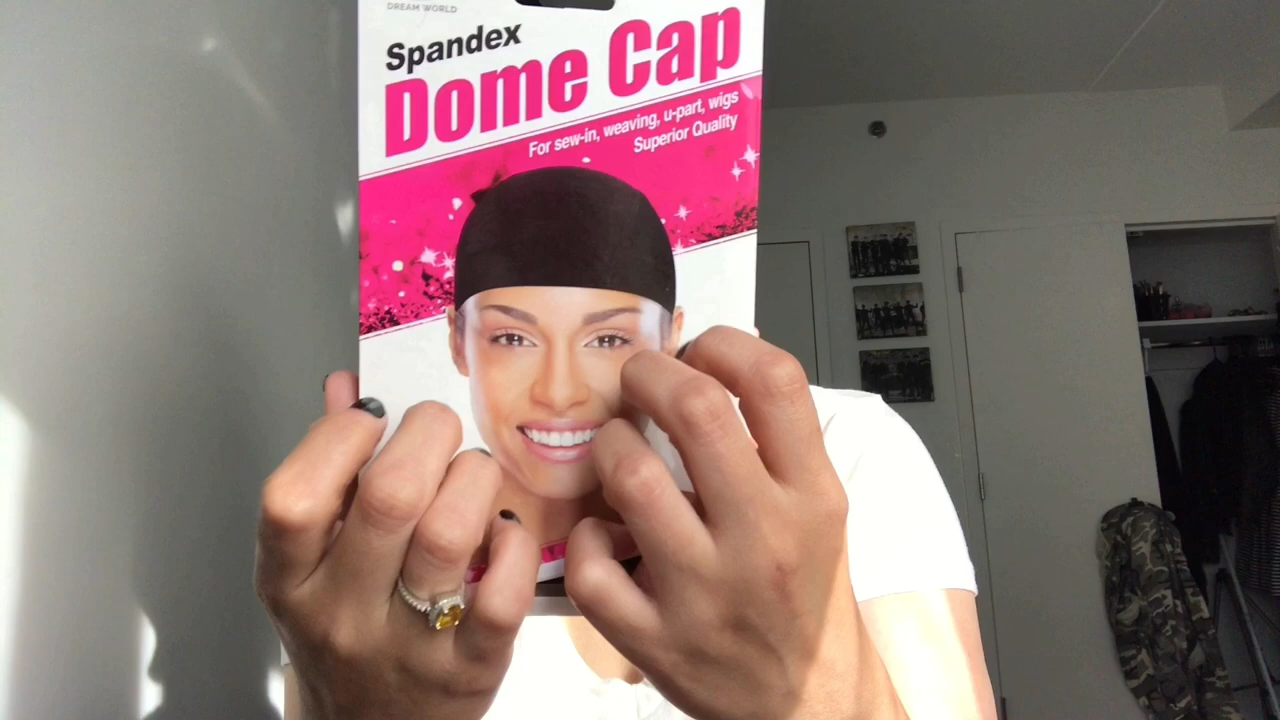 DREAM WORLD
Spandex
Dome Cap
For sew-in, weaving, u-part, wigs
Superior Quality